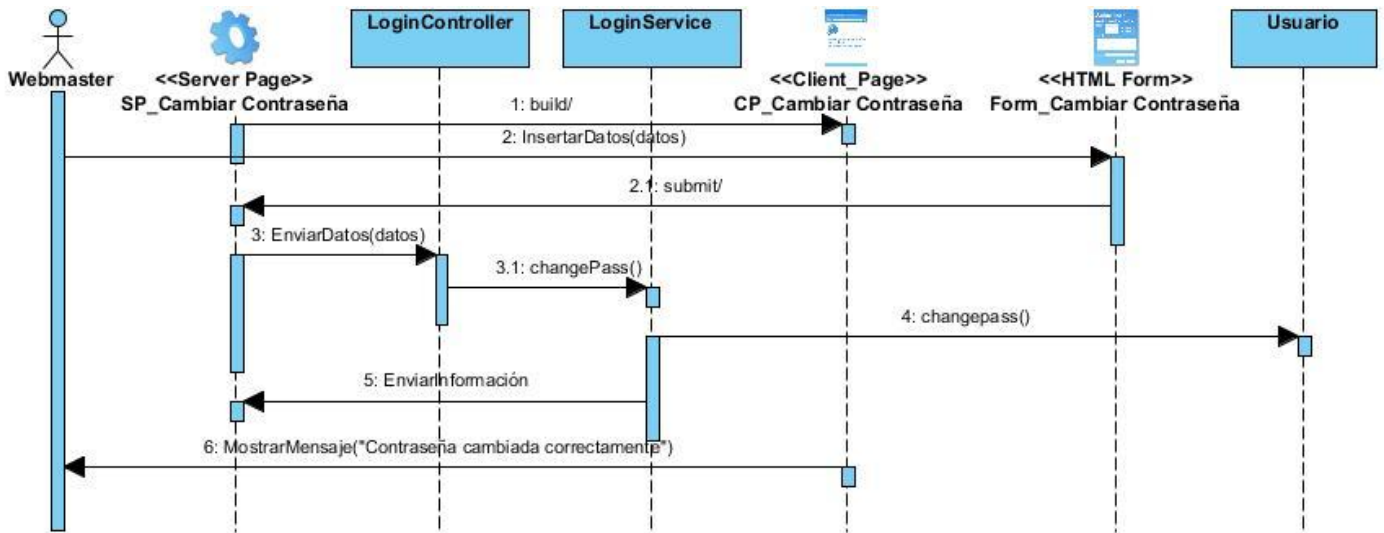 LoginController
LoginService
Usuario
Webmaster
<<Server Page>>
SP_Cambiar Contraseña
<<Client_Page>>
CP_Cambiar Contraseña
<<HTML Form>>
Form_Cambiar Contraseña
1: build/
2: InsertarDatos(datos)
2.1: submit/
3: EnviarDatos(datos)
3.1: changePass()
4: changepass()
5: EnviarInformación
6: MostrarMensaje("Contraseña cambiada correctamente")